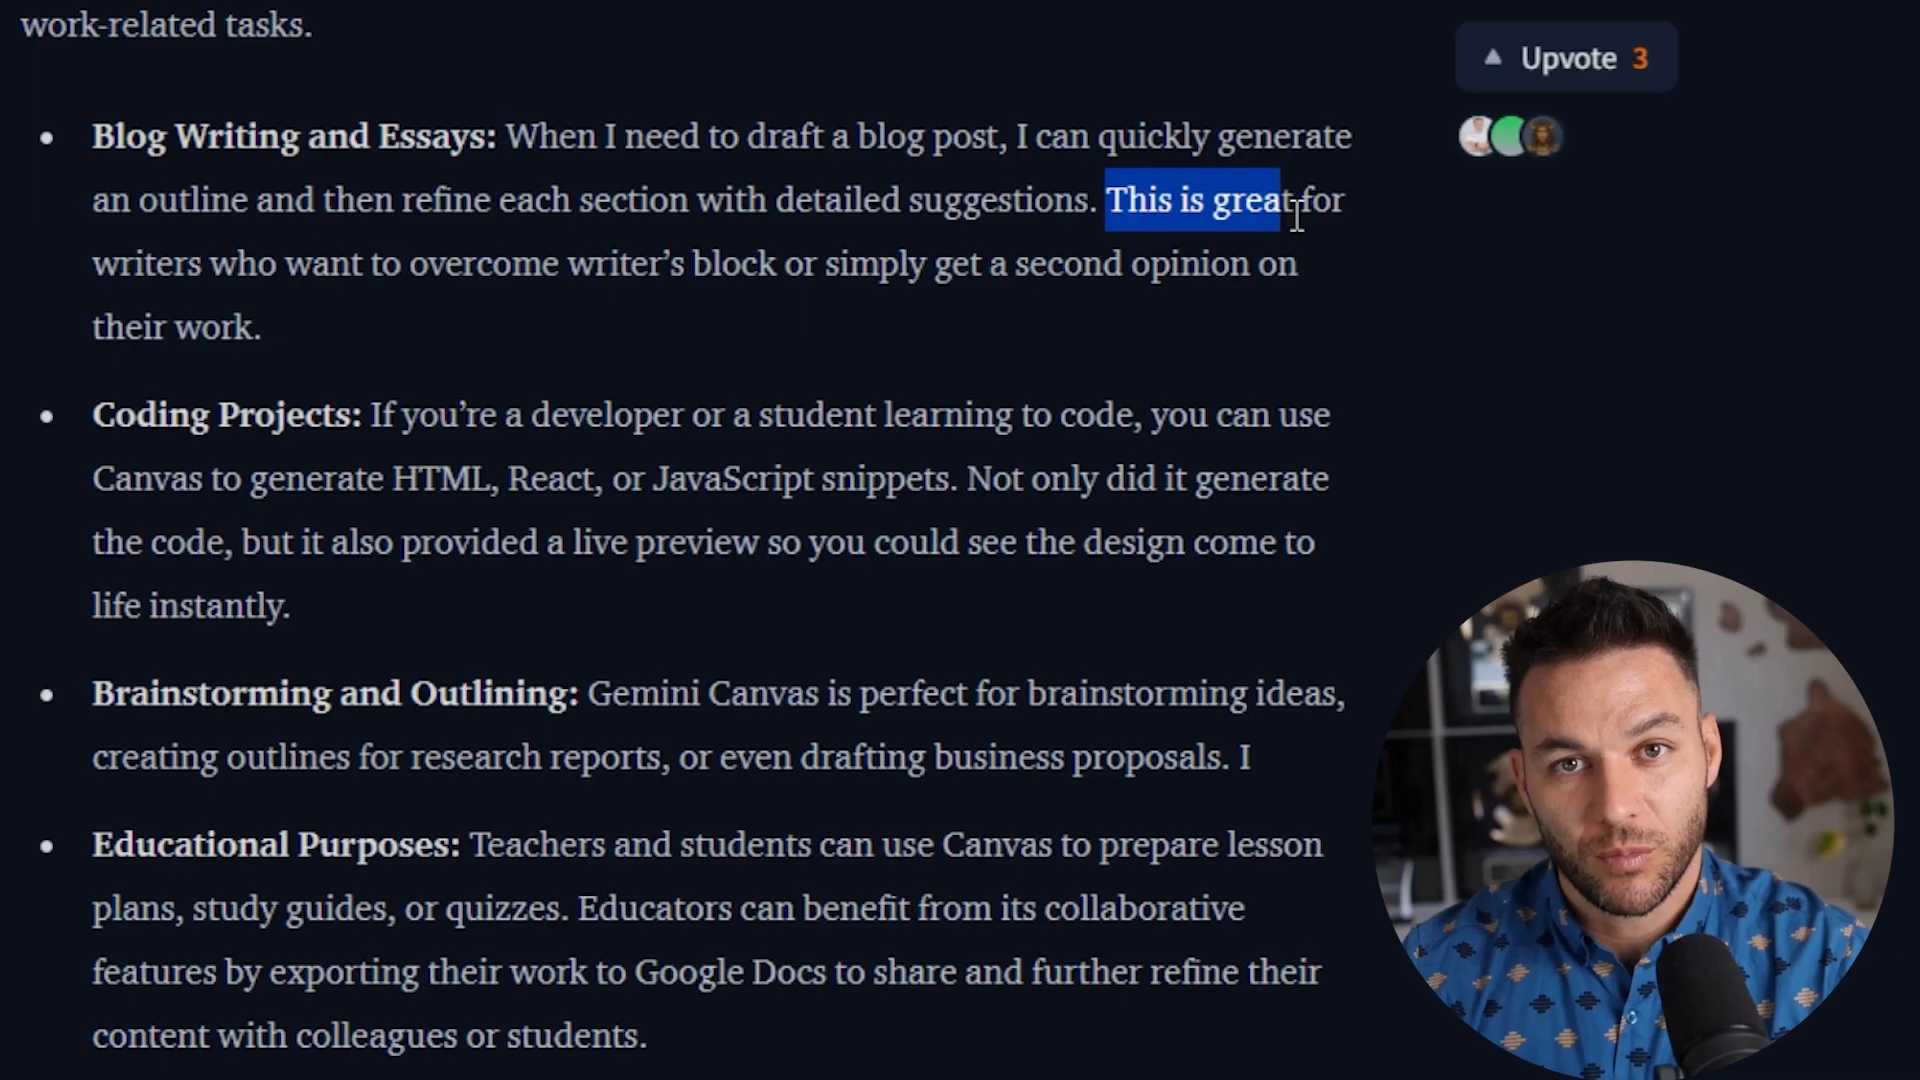 work-related tasks.
Upvote 3
Blog Writing and Essays: When I need to draft a blog post, I can quickly generate
an outline and then refine each section with detailed suggestions. This is great for
writers who want to overcome writer’s block or simply get a second opinion on
their work.
Coding Projects: If you’re a developer or a student learning to code, you can use
Canvas to generate HTML, React, or JavaScript snippets. Not only did it generate
the code, but it also provided a live preview so you could see the design come to
life instantly.
Brainstorming and Outlining: Gemini Canvas is perfect for brainstorming ideas,
creating outlines for research reports, or even drafting business proposals. I
Educational Purposes: Teachers and students can use Canvas to prepare lesson
plans, study guides, or quizzes. Educators can benefit from its collaborative
features by exporting their work to Google Docs to share and further refine their
content with colleagues or students.